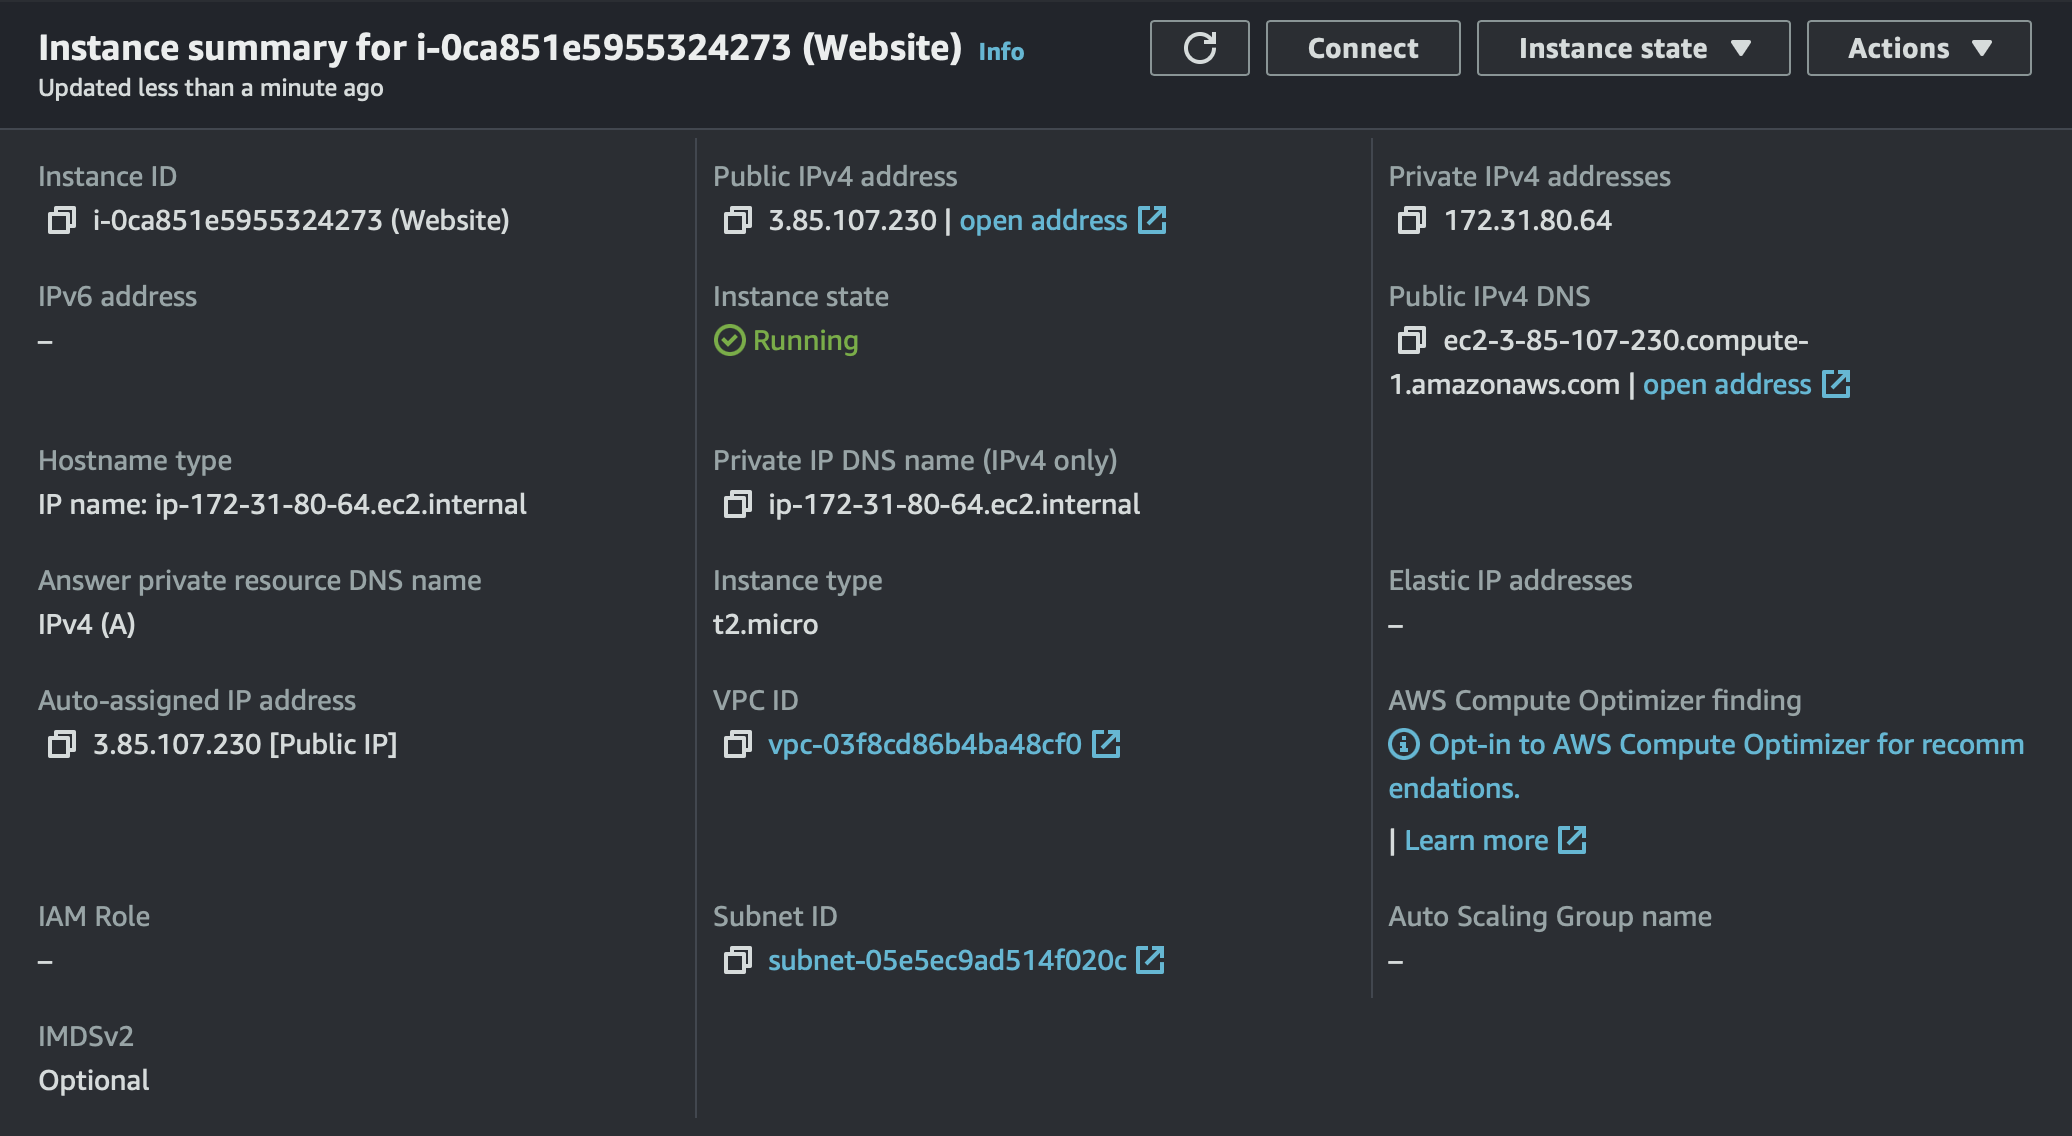 Instance summary for i-0ca851e5955324273 (Website) Info
Updated less than a minute ago
Connect
Instance state
Actions
Instance ID
i-0ca851e5955324273 (Website)
Public IPv4 address
3.85.107.230 | open address
Private IPv4 addresses
172.31.80.64
IPv6 address
–
Instance state
Running
Public IPv4 DNS
ec2-3-85-107-230.compute-
1.amazonaws.com | open address
Hostname type
IP name: ip-172-31-80-64.ec2.internal
Private IP DNS name (IPv4 only)
ip-172-31-80-64.ec2.internal
Answer private resource DNS name
IPv4 (A)
Instance type
t2.micro
Elastic IP addresses
–
Auto-assigned IP address
3.85.107.230 [Public IP]
VPC ID
vpc-03f8cd86b4ba48cf0
AWS Compute Optimizer finding
Opt-in to AWS Compute Optimizer for recomm
endations.
| Learn more
IAM Role
–
Subnet ID
subnet-05e5ec9ad514f020c
Auto Scaling Group name
–
IMDSv2
Optional